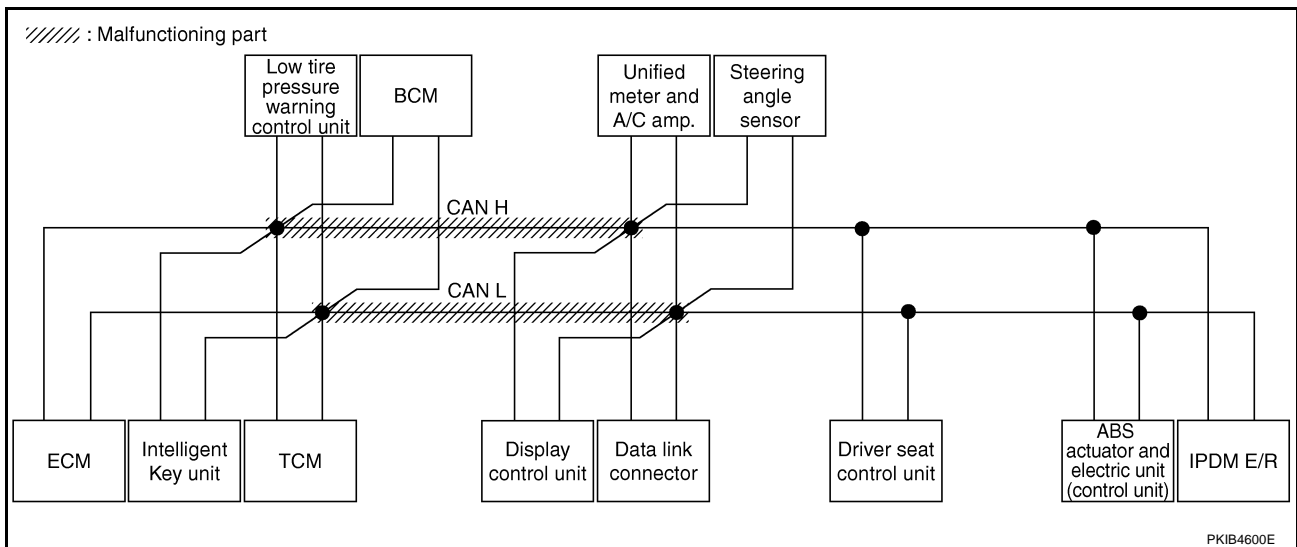 : Malfunctioning part
Low tire
pressure
warning
control unit
BCM
Unified
meter and
A/C amp.
Steering
angle
sensor
CAN H
CAN L
ECM
Intelligent
Key unit
TCM
Display
control unit
Data link
connector
Driver seat
control unit
ABS
actuator and
electric unit
(control unit)
IPDM E/R
PKIB4600E